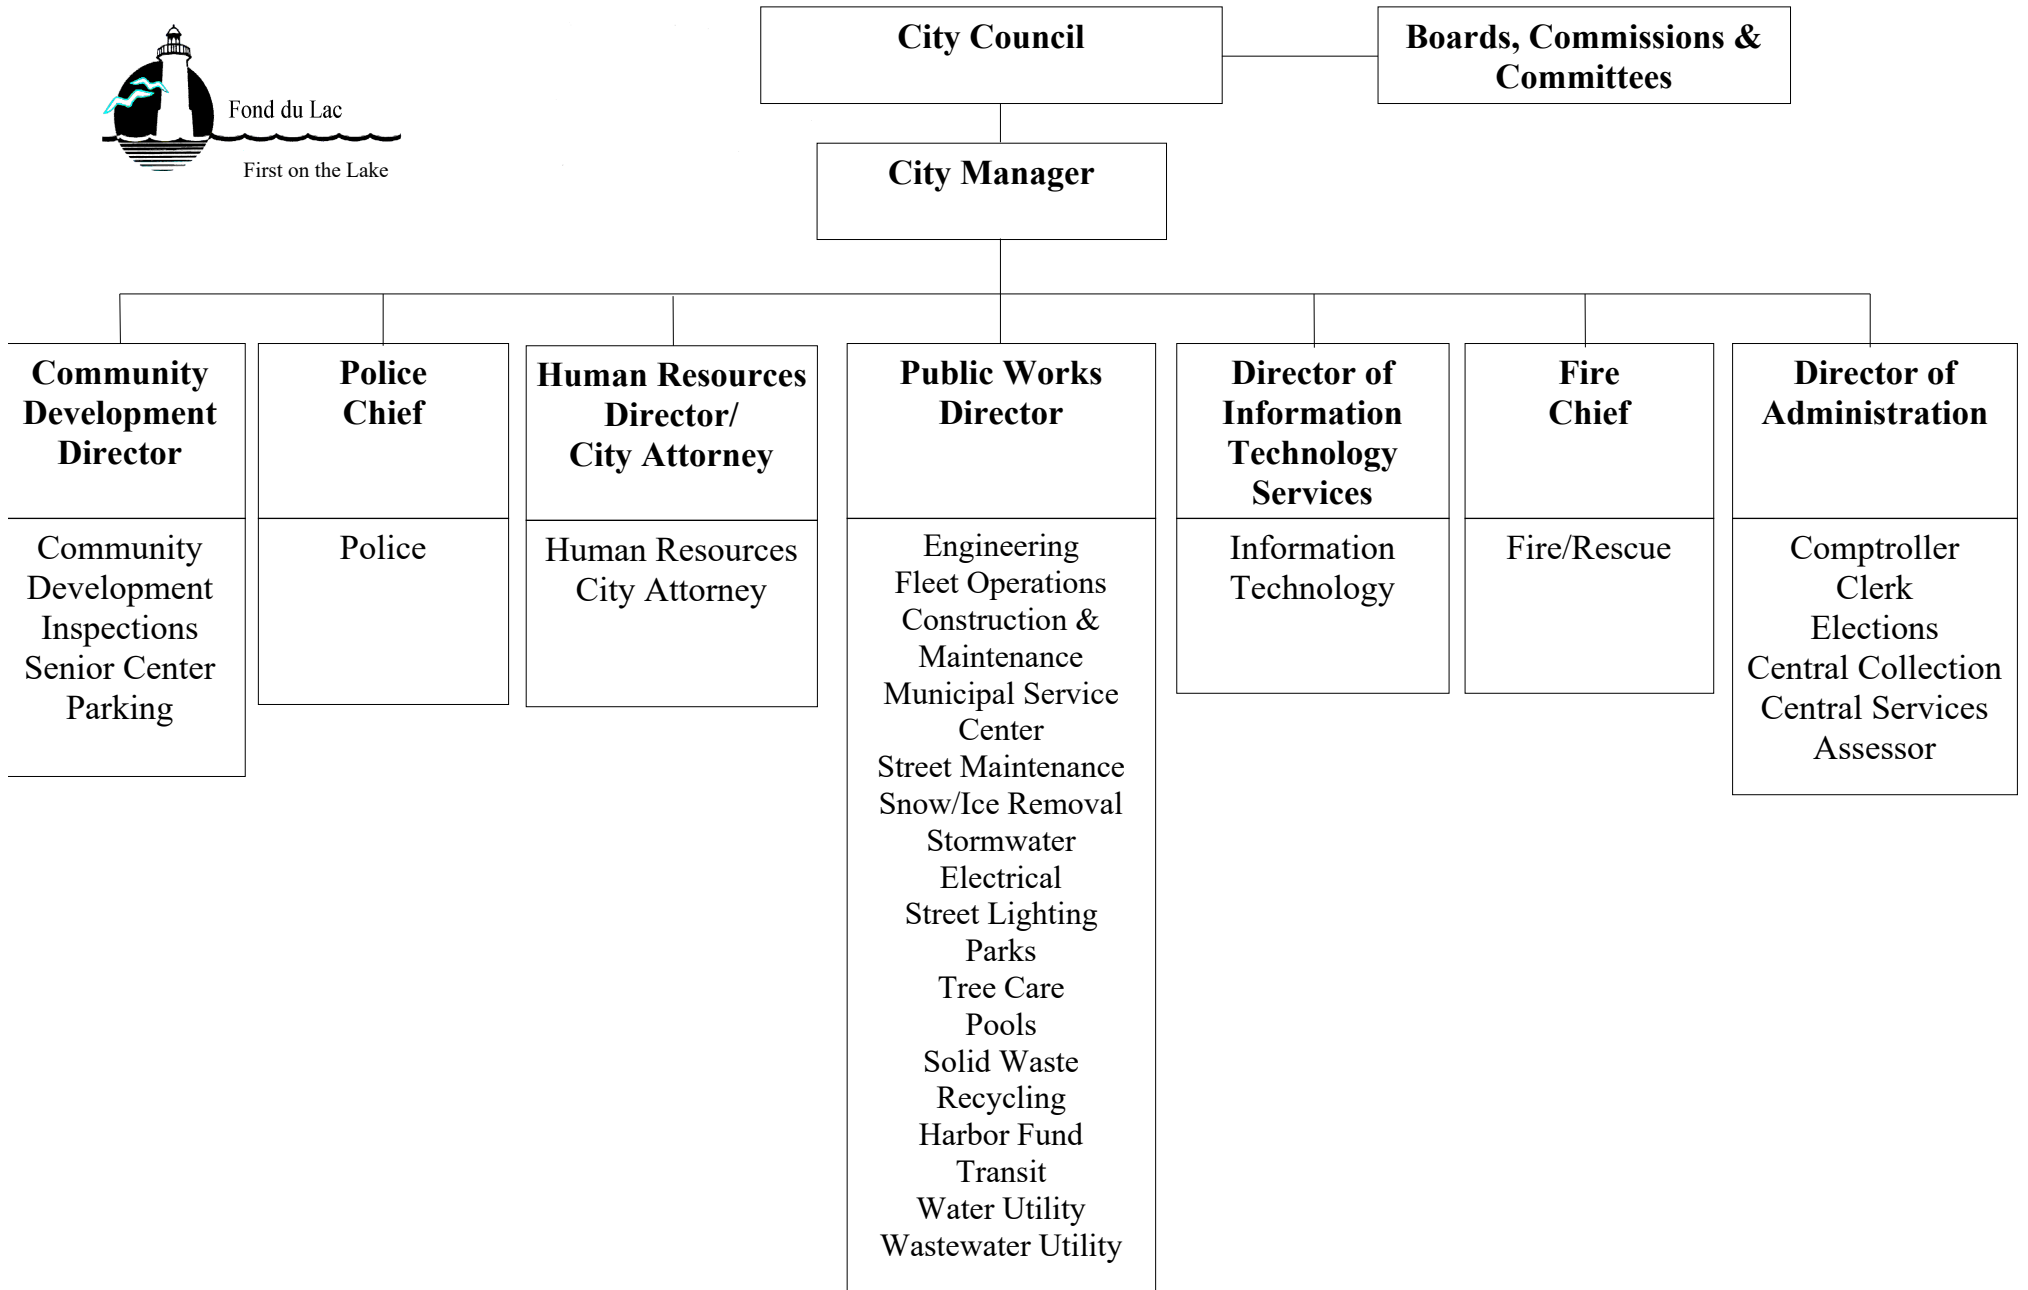 Fond du Lac
First on the Lake
City Council
Boards, Commissions &
Committees
City Manager
Community
Development
Director
Community
Development
Inspections
Senior Center
Parking
Police
Chief
Police
Human Resources
Director/
City Attorney
Human Resources
City Attorney
Public Works
Director
Engineering
Fleet Operations
Construction &
Maintenance
Municipal Service
Center
Street Maintenance
Snow/Ice Removal
Stormwater
Electrical
Street Lighting
Parks
Tree Care
Pools
Solid Waste
Recycling
Harbor Fund
Transit
Water Utility
Wastewater Utility
Director of
Information
Technology
Services
Information
Technology
Fire
Chief
Fire/Rescue
Director of
Administration
Comptroller
Clerk
Elections
Central Collection
Central Services
Assessor